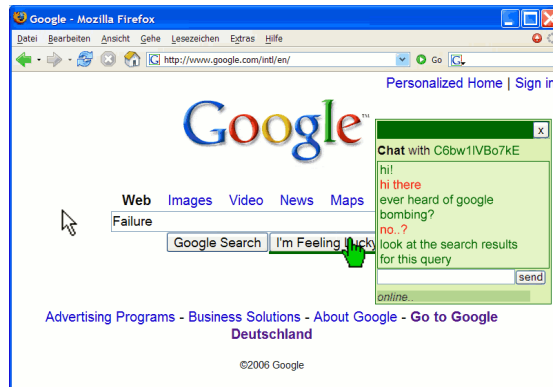 Google - Mozilla Firefox
Datei Bearbeiten Ansicht Gehe Lesezeichen Extras Hilfe
http://www.google.com/intl/en/ Go G
Personalized Home | Sign in
Google™
x
Chat with C6bw1IVBo7kE
hi!
hi there
ever heard of google
bombing?
no..?
look at the search results
for this query
send
online..
Web Images Video News Maps
Failure
Google Search I'm Feeling Lucky
Advertising Programs - Business Solutions - About Google - Go to Google
Deutschland
©2006 Google